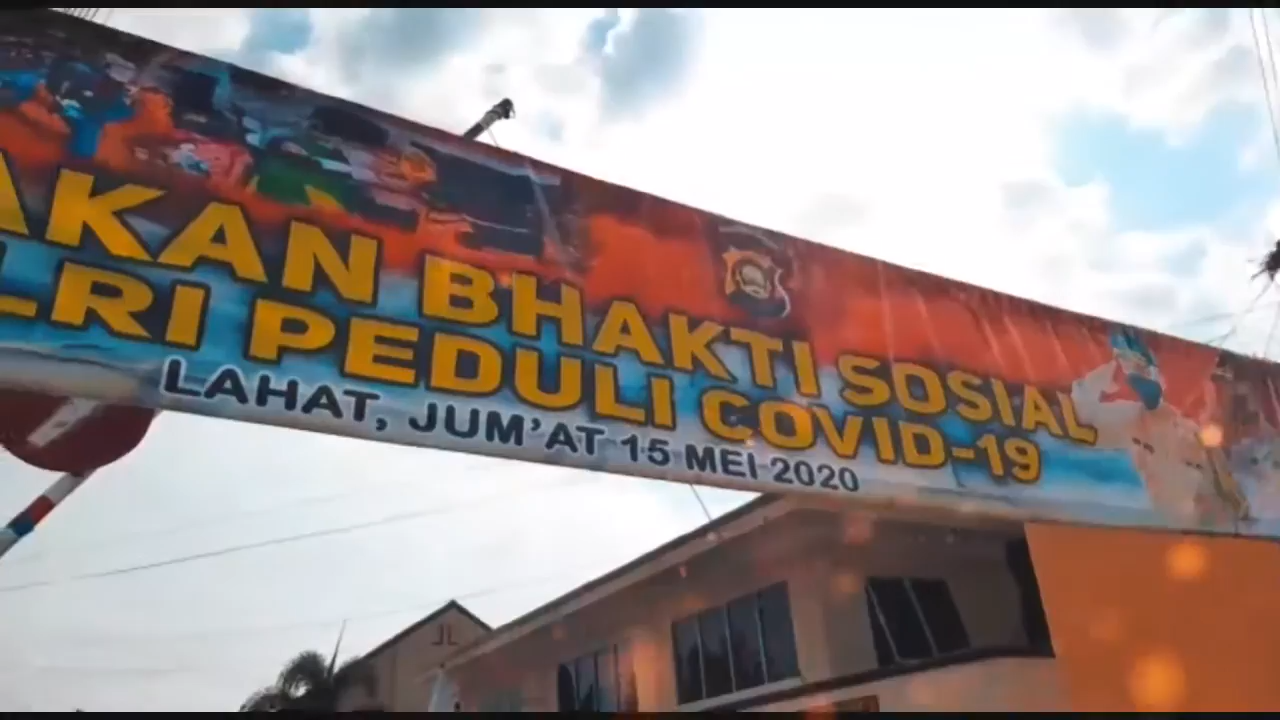 AKAN BHAKTI SOSIAL
LRI PEDULI COVID-19
LAHAT, JUM'AT 15 MEI 2020